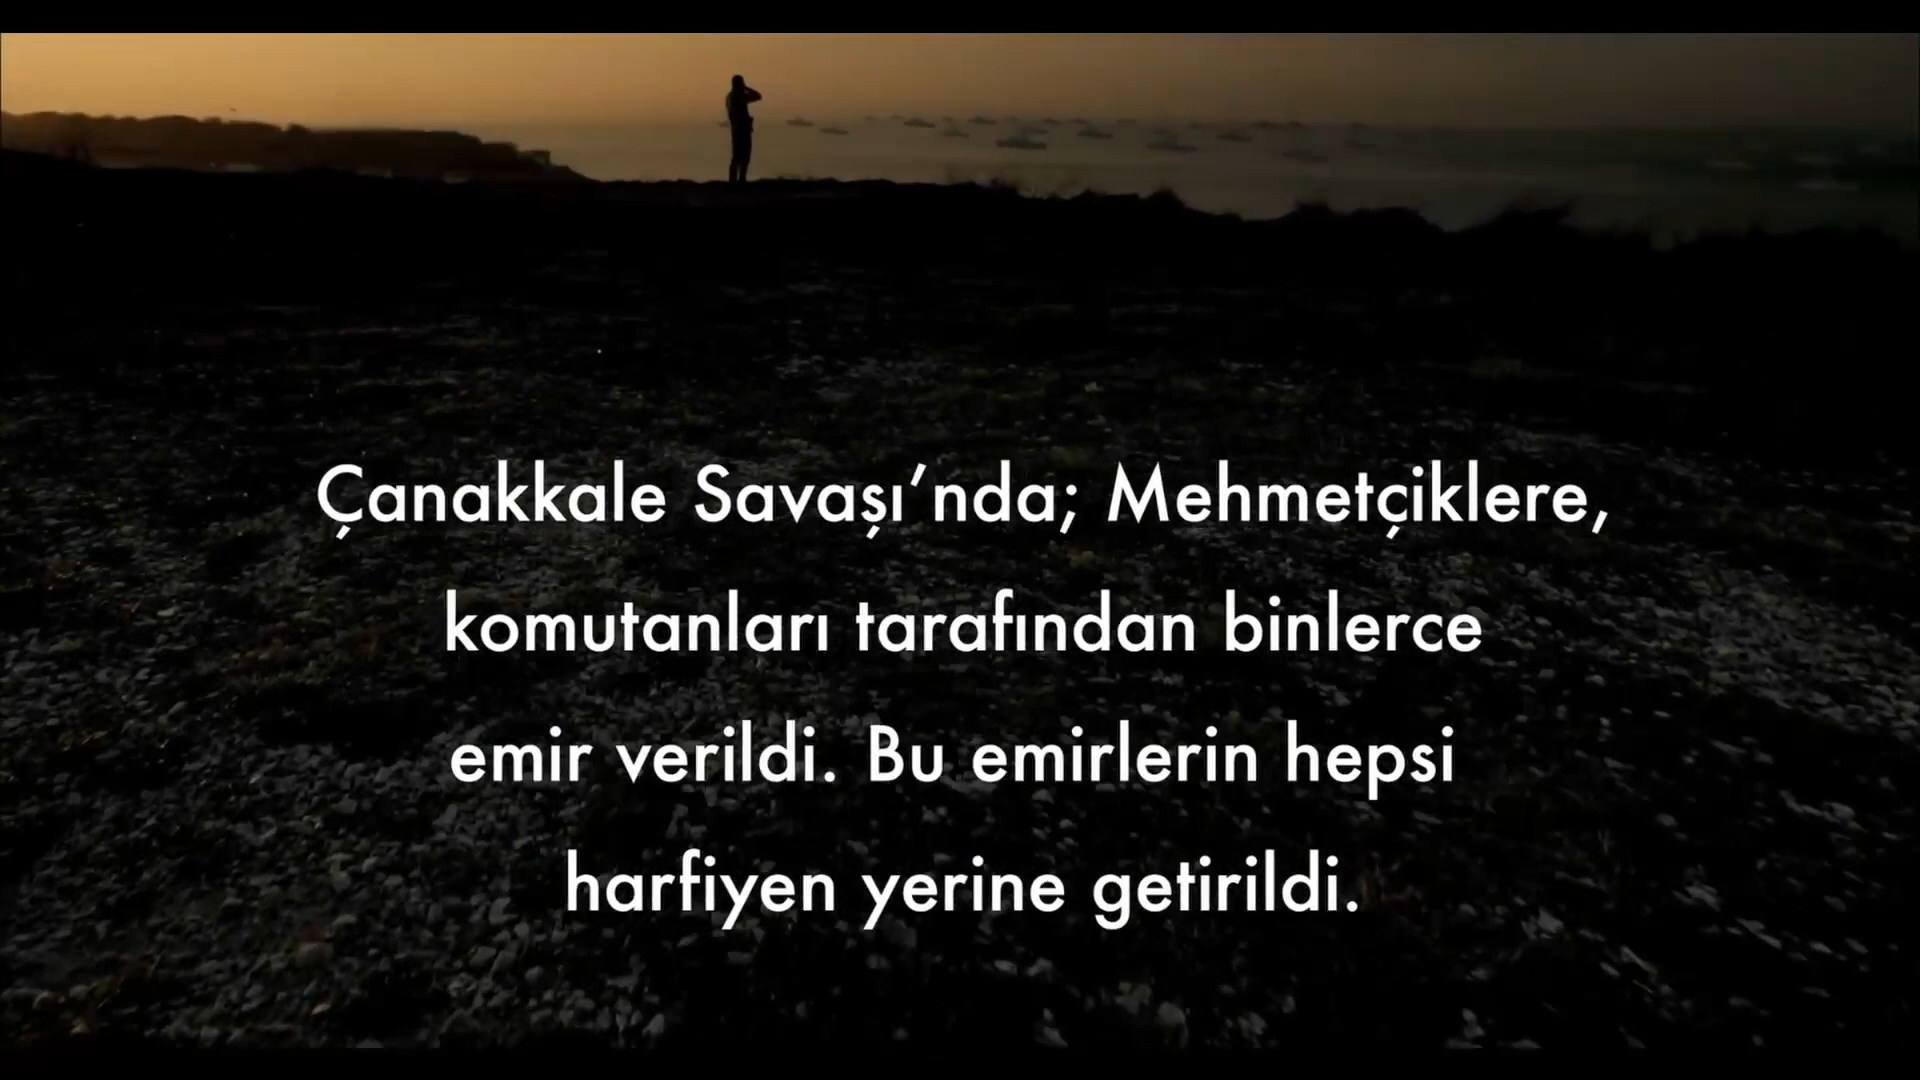 Çanakkale Savaşı’nda; Mehmetçiklere,
komutanları tarafından binlerce
emir verildi. Bu emirlerin hepsi
harfiyen yerine getirildi.